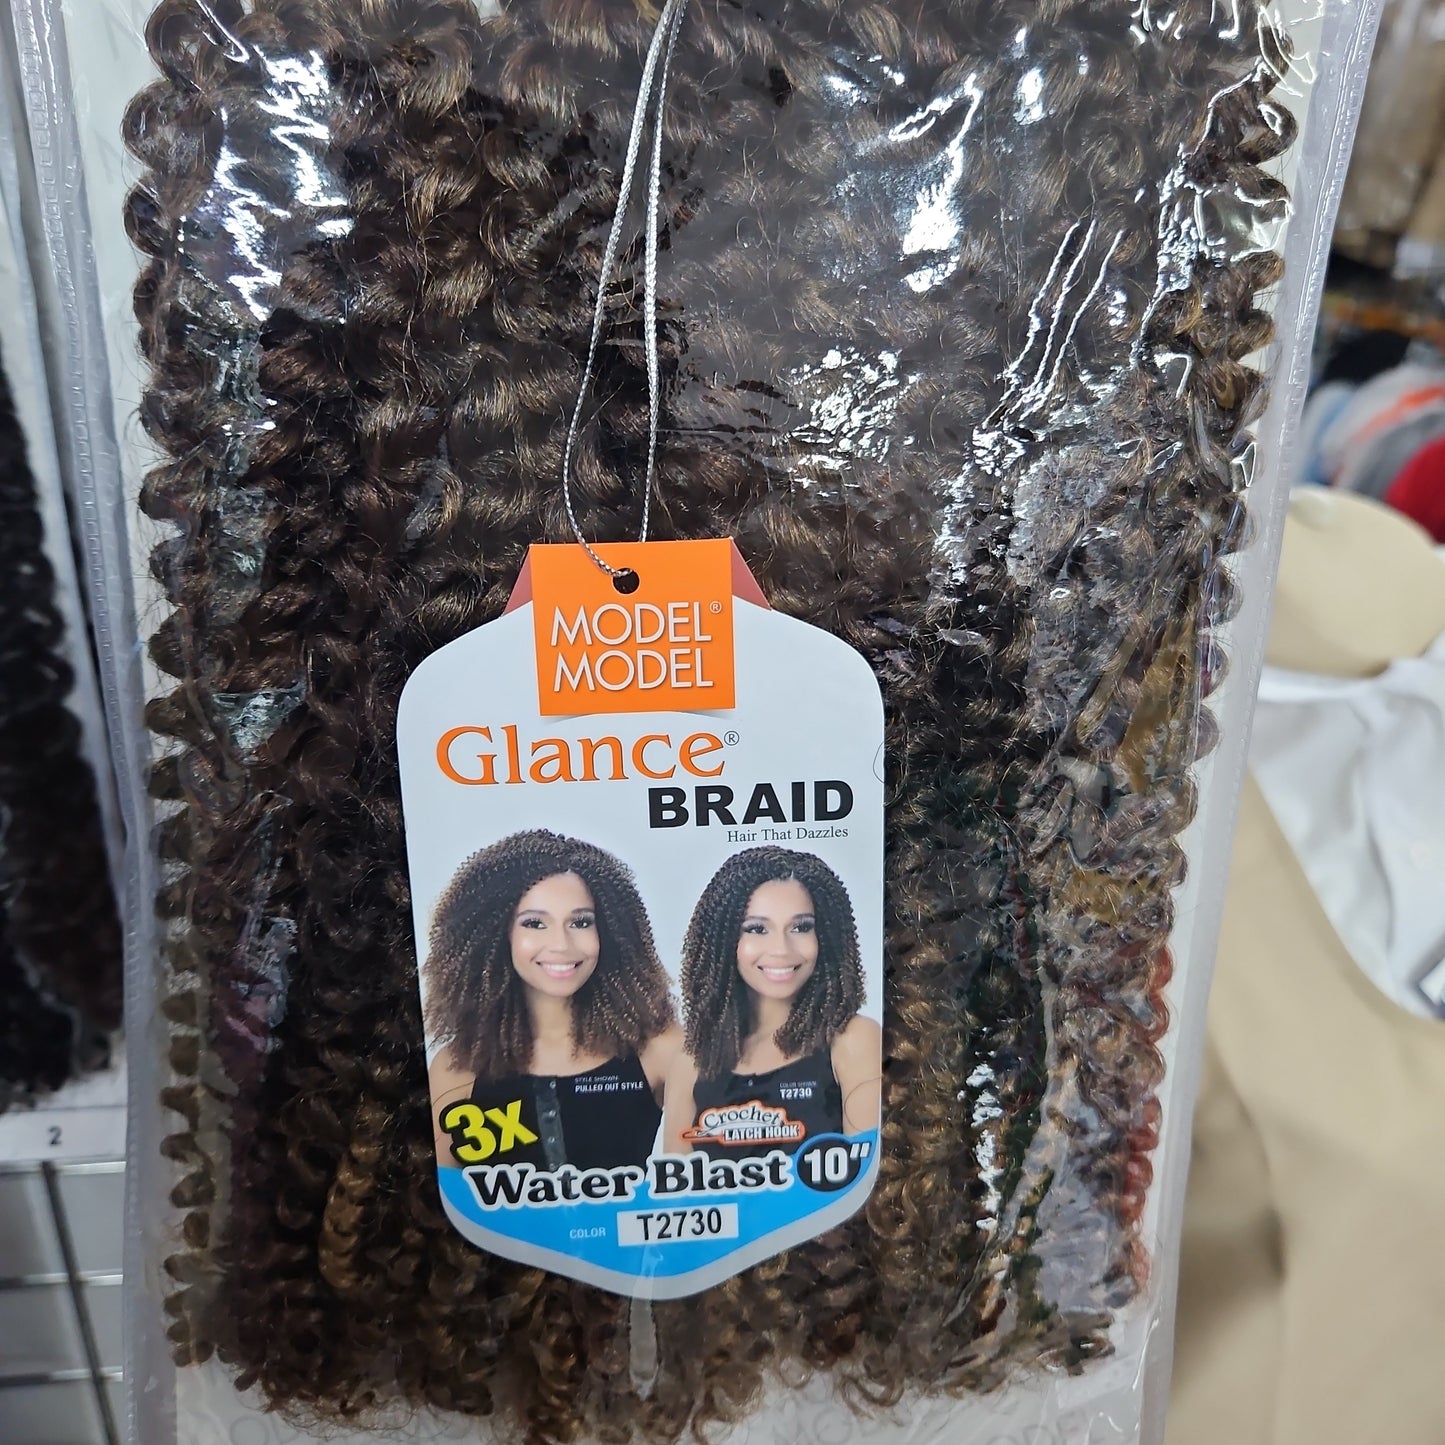 MODEL®
MODEL
Glance®
BRAID
Hair That Dazzles
STYLE SHOWN:
PULLED OUT STYLE
COLOR SHOWN:
T2730
3X
Crochet
LATCH HOOK
Water Blast 10"
COLOR T2730
2